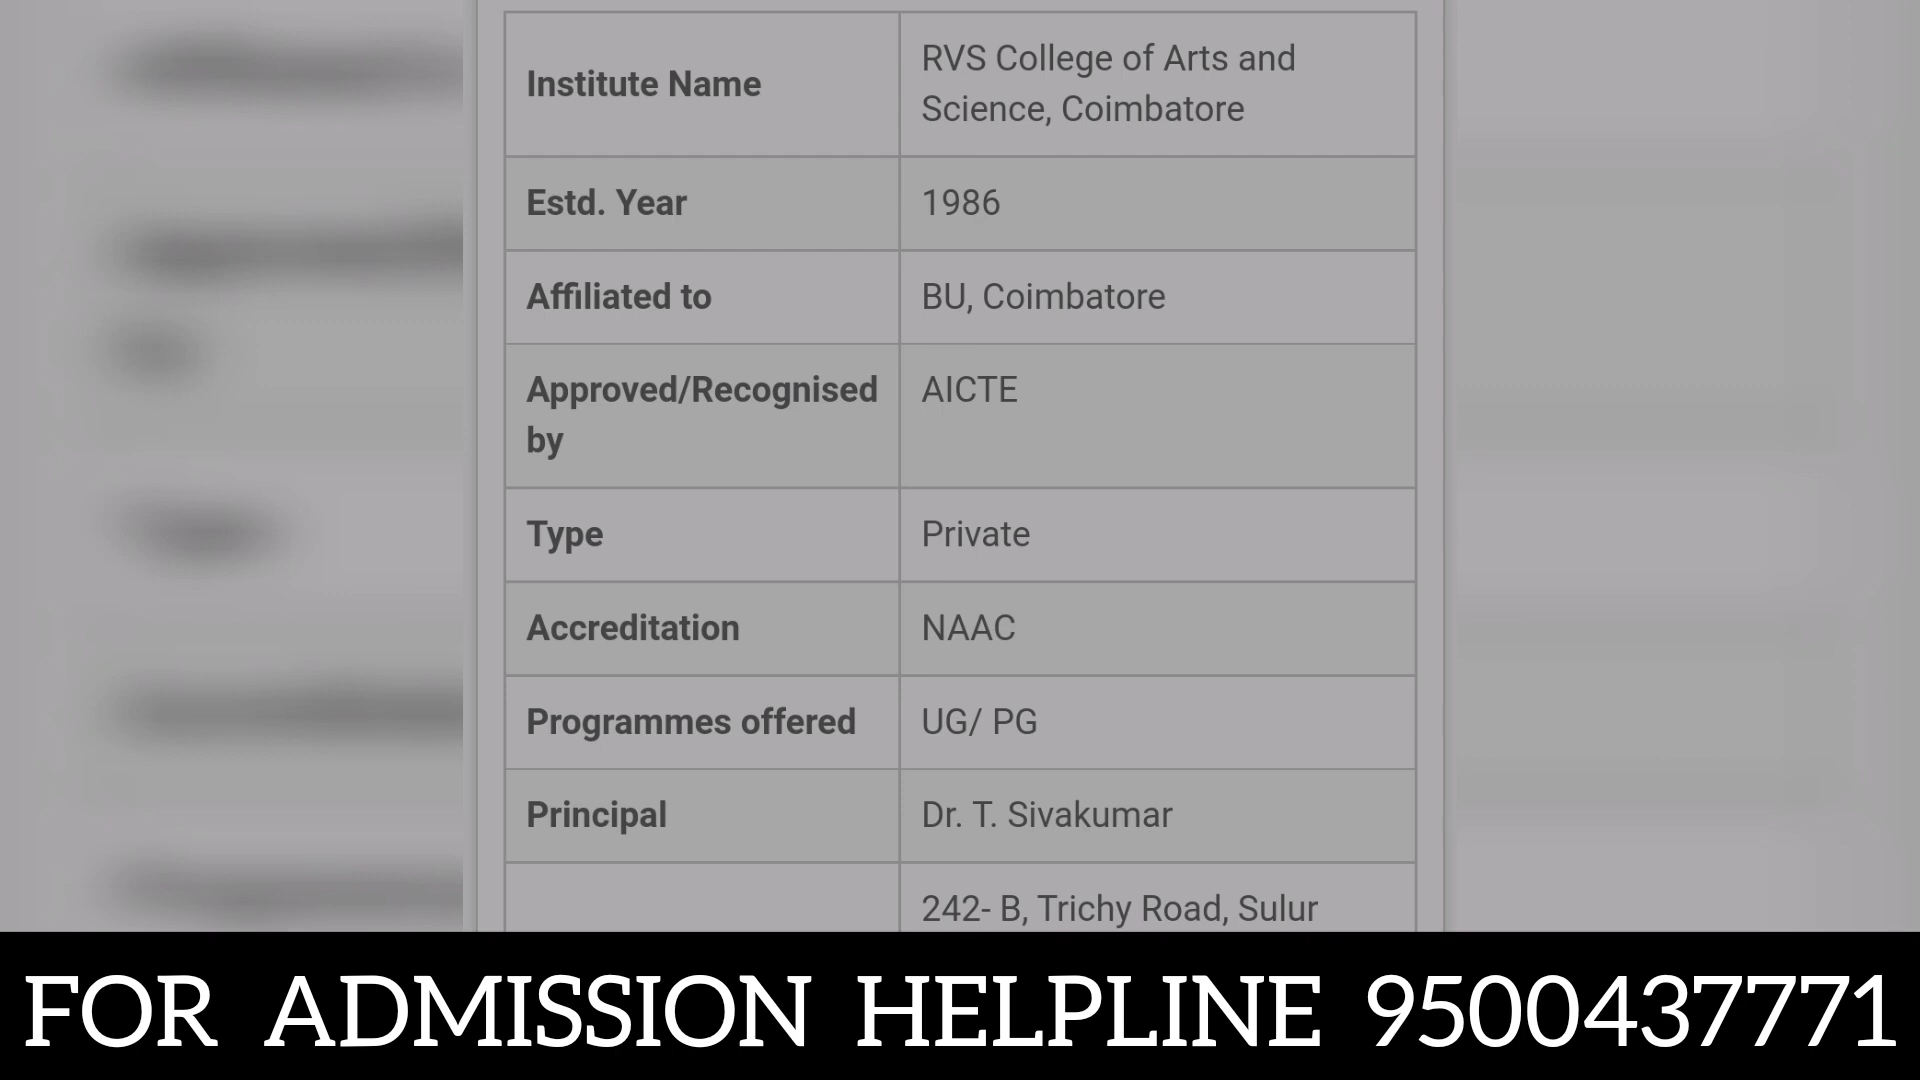 Institute Name
RVS College of Arts and
Science, Coimbatore
Estd. Year
1986
Affiliated to
BU, Coimbatore
Approved/Recognised
by
AICTE
Type
Private
Accreditation
NAAC
Programmes offered
UG/ PG
Principal
Dr. T. Sivakumar
242- B, Trichy Road, Sulur
FOR ADMISSION HELPLINE 9500437771